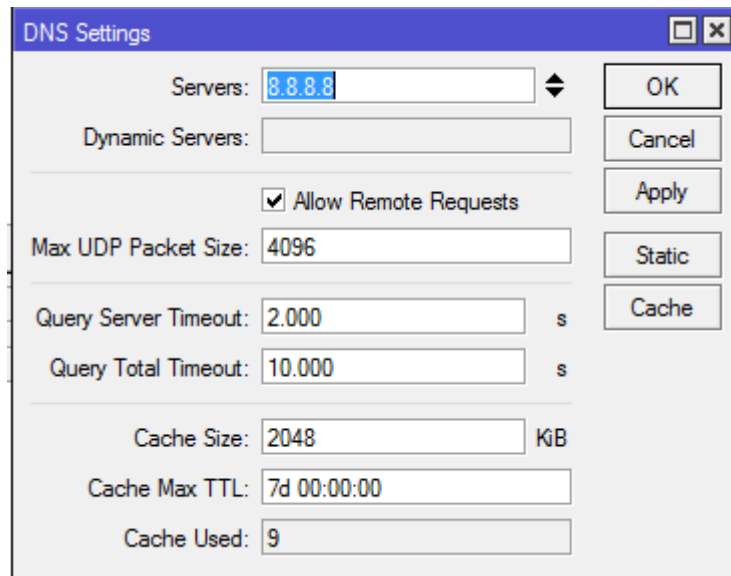 DNS Settings
Servers: 8.8.8.8 OK
Dynamic Servers: Cancel
Allow Remote Requests Apply
Max UDP Packet Size: 4096 Static
Query Server Timeout: 2.000 s Cache
Query Total Timeout: 10.000 s
Cache Size: 2048 KiB
Cache Max TTL: 7d 00:00:00
Cache Used: 9